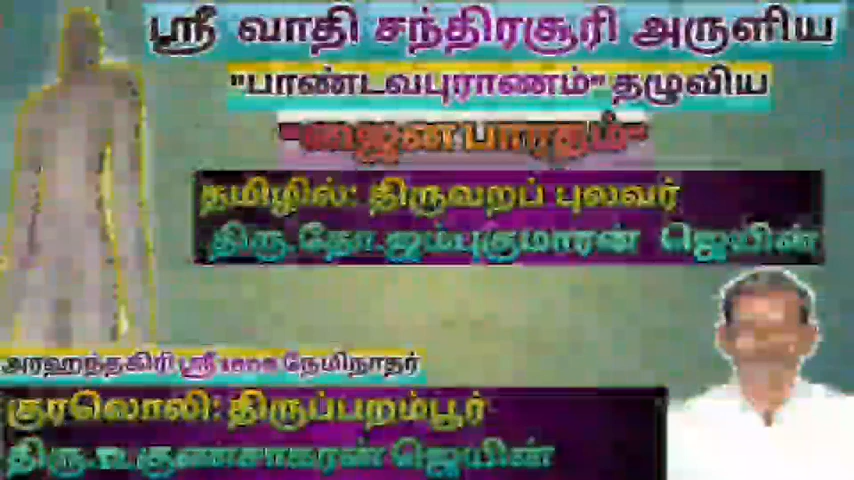 ஸ்ரீ வாதி சந்திரசூரி அருளிய
"பாண்டவபுராணம்" தழுவிய
"ஜைன பாரதம்"
தமிழில்: திருவறப் புலவர்
திரு.தோ.ஜம்புகுமாரன் ஜெயின்
அரஹந்தகிரி ஸ்ரீ 1008 நேமிநாதர்
குரலொலி: திருப்பறம்பூர்
திரு.உ.குணசாகரன் ஜெயின்